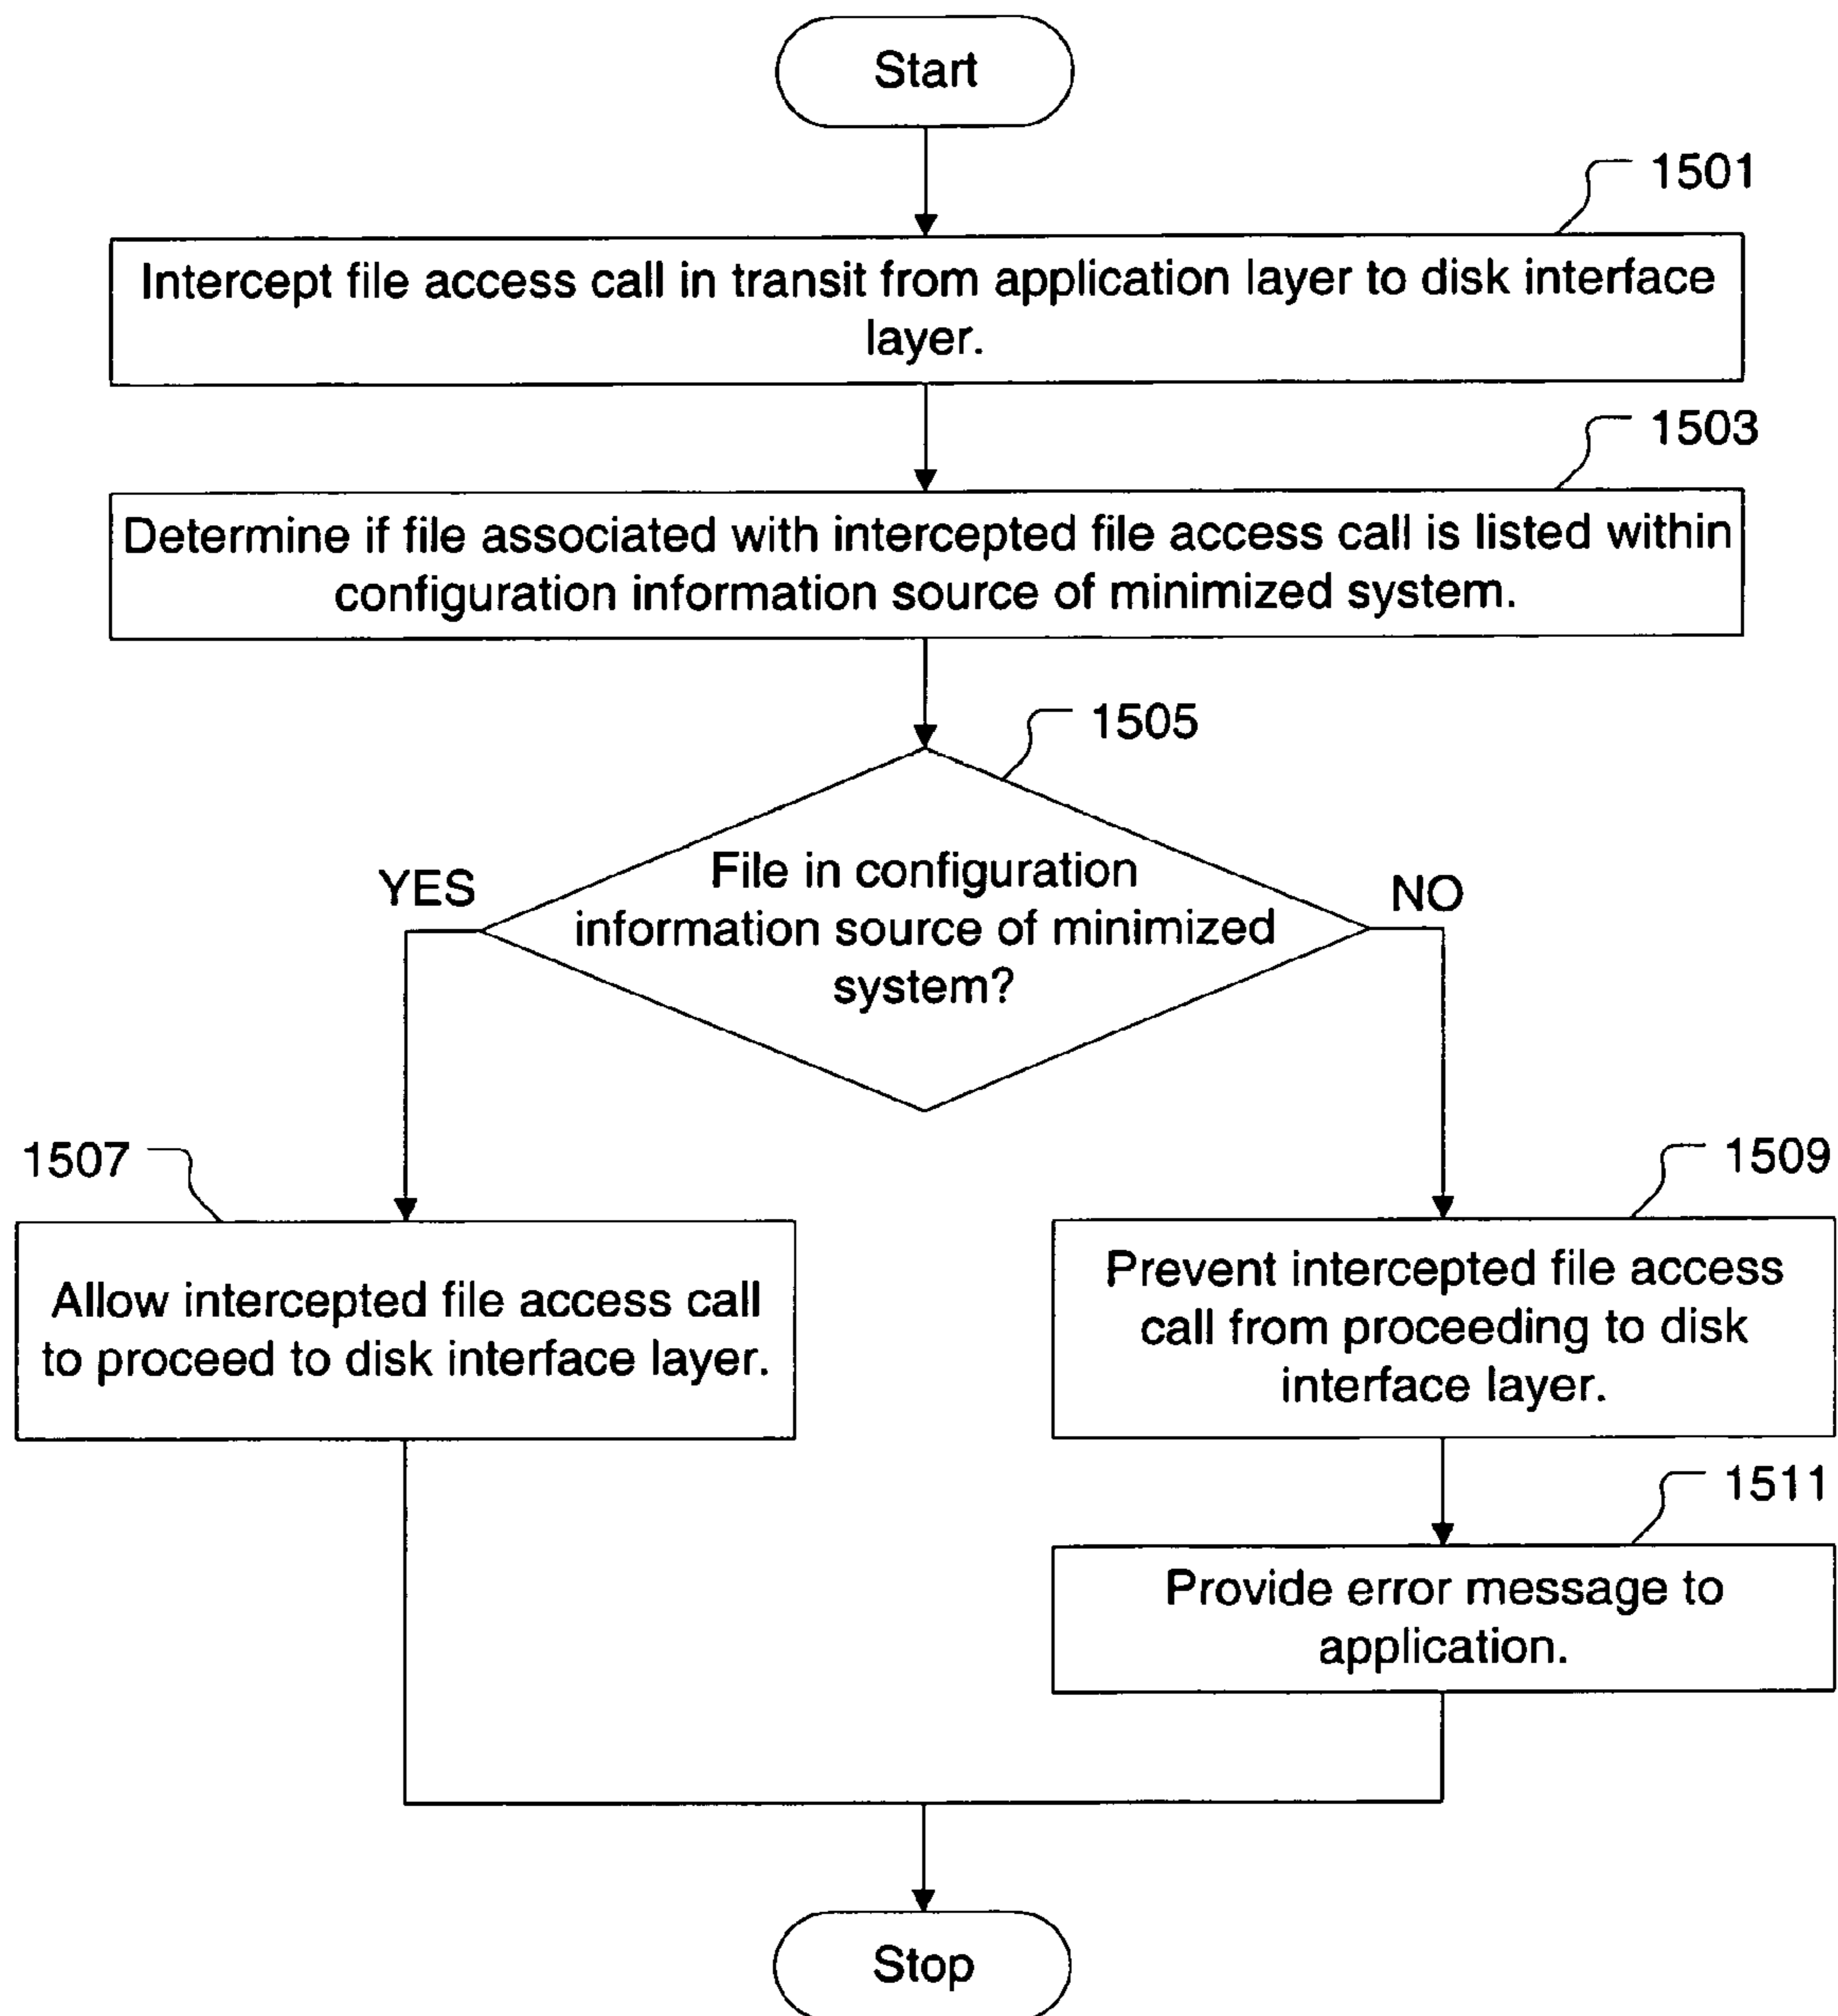 Start
1501
Intercept file access call in transit from application layer to disk interface
layer.
1503
Determine if file associated with intercepted file access call is listed within
configuration information source of minimized system.
1505
File in configuration
information source of minimized
system?
YES
NO
1507
Allow intercepted file access call
to proceed to disk interface layer.
1509
Prevent intercepted file access
call from proceeding to disk
interface layer.
1511
Provide error message to
application.
Stop